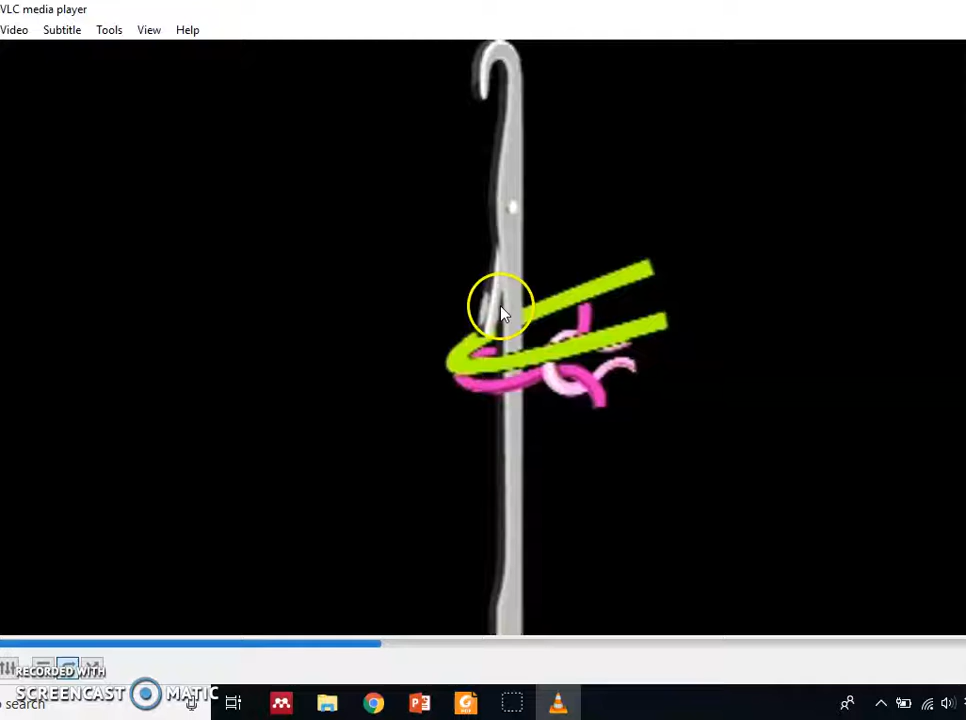 VLC media player
Video Subtitle Tools View Help
RECORDED WITH
SCREENCAST MATIC
search